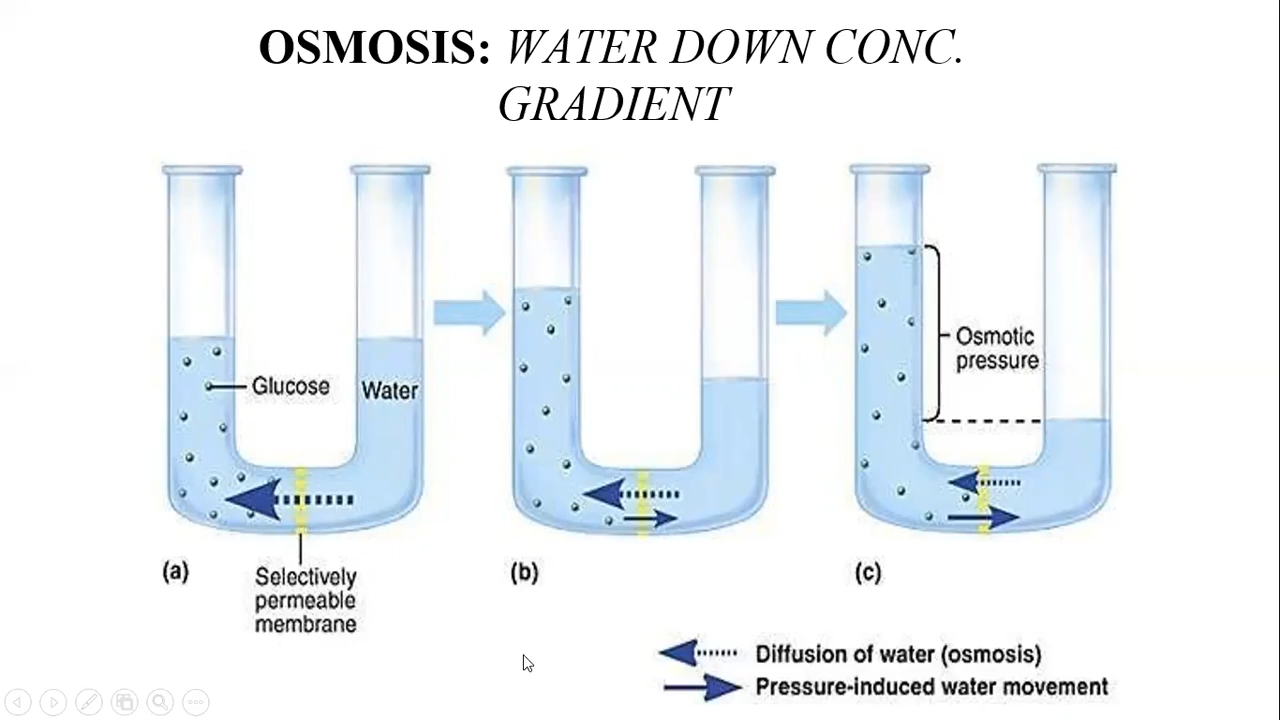 OSMOSIS: WATER DOWN CONC.
GRADIENT
Glucose
Water
Osmotic
pressure
(a)
(b)
(c)
Selectively
permeable
membrane
Diffusion of water (osmosis)
Pressure-induced water movement